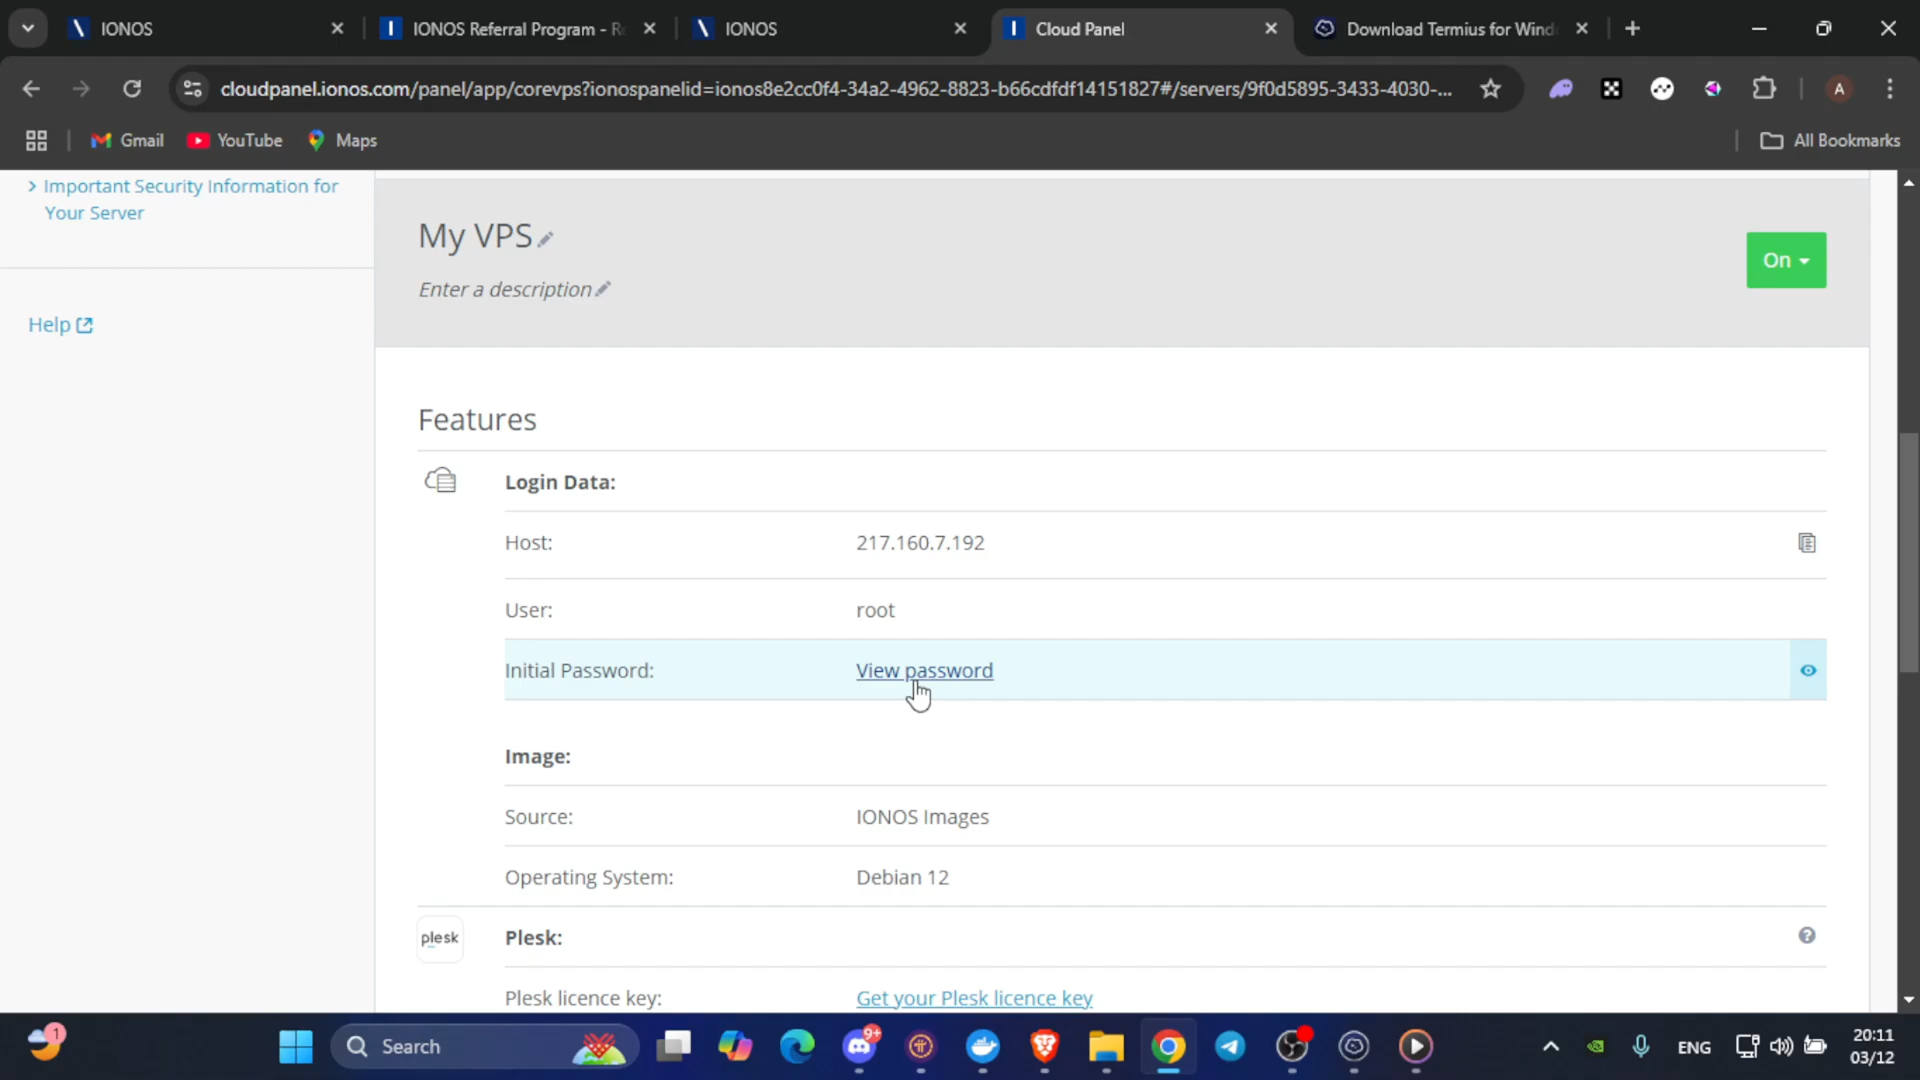 IONOS
IONOS Referral Program - Re
IONOS
Cloud Panel
Download Termius for Wind
cloudpanel.ionos.com/panel/app/corevps?ionospanelid=ionos8e2cc0f4-34a2-4962-8823-b66cdfdf14151827#/servers/9f0d5895-3433-4030-...
A
Gmail
YouTube
Maps
All Bookmarks
Important Security Information for
Your Server
Help
My VPS
On
Enter a description
Features
Login Data:
Host:
217.160.7.192
User:
root
Initial Password:
View password
Image:
Source:
IONOS Images
Operating System:
Debian 12
plesk
Plesk:
Plesk licence key:
Get your Plesk licence key
1
Search
9+
ENG
20:11
03/12